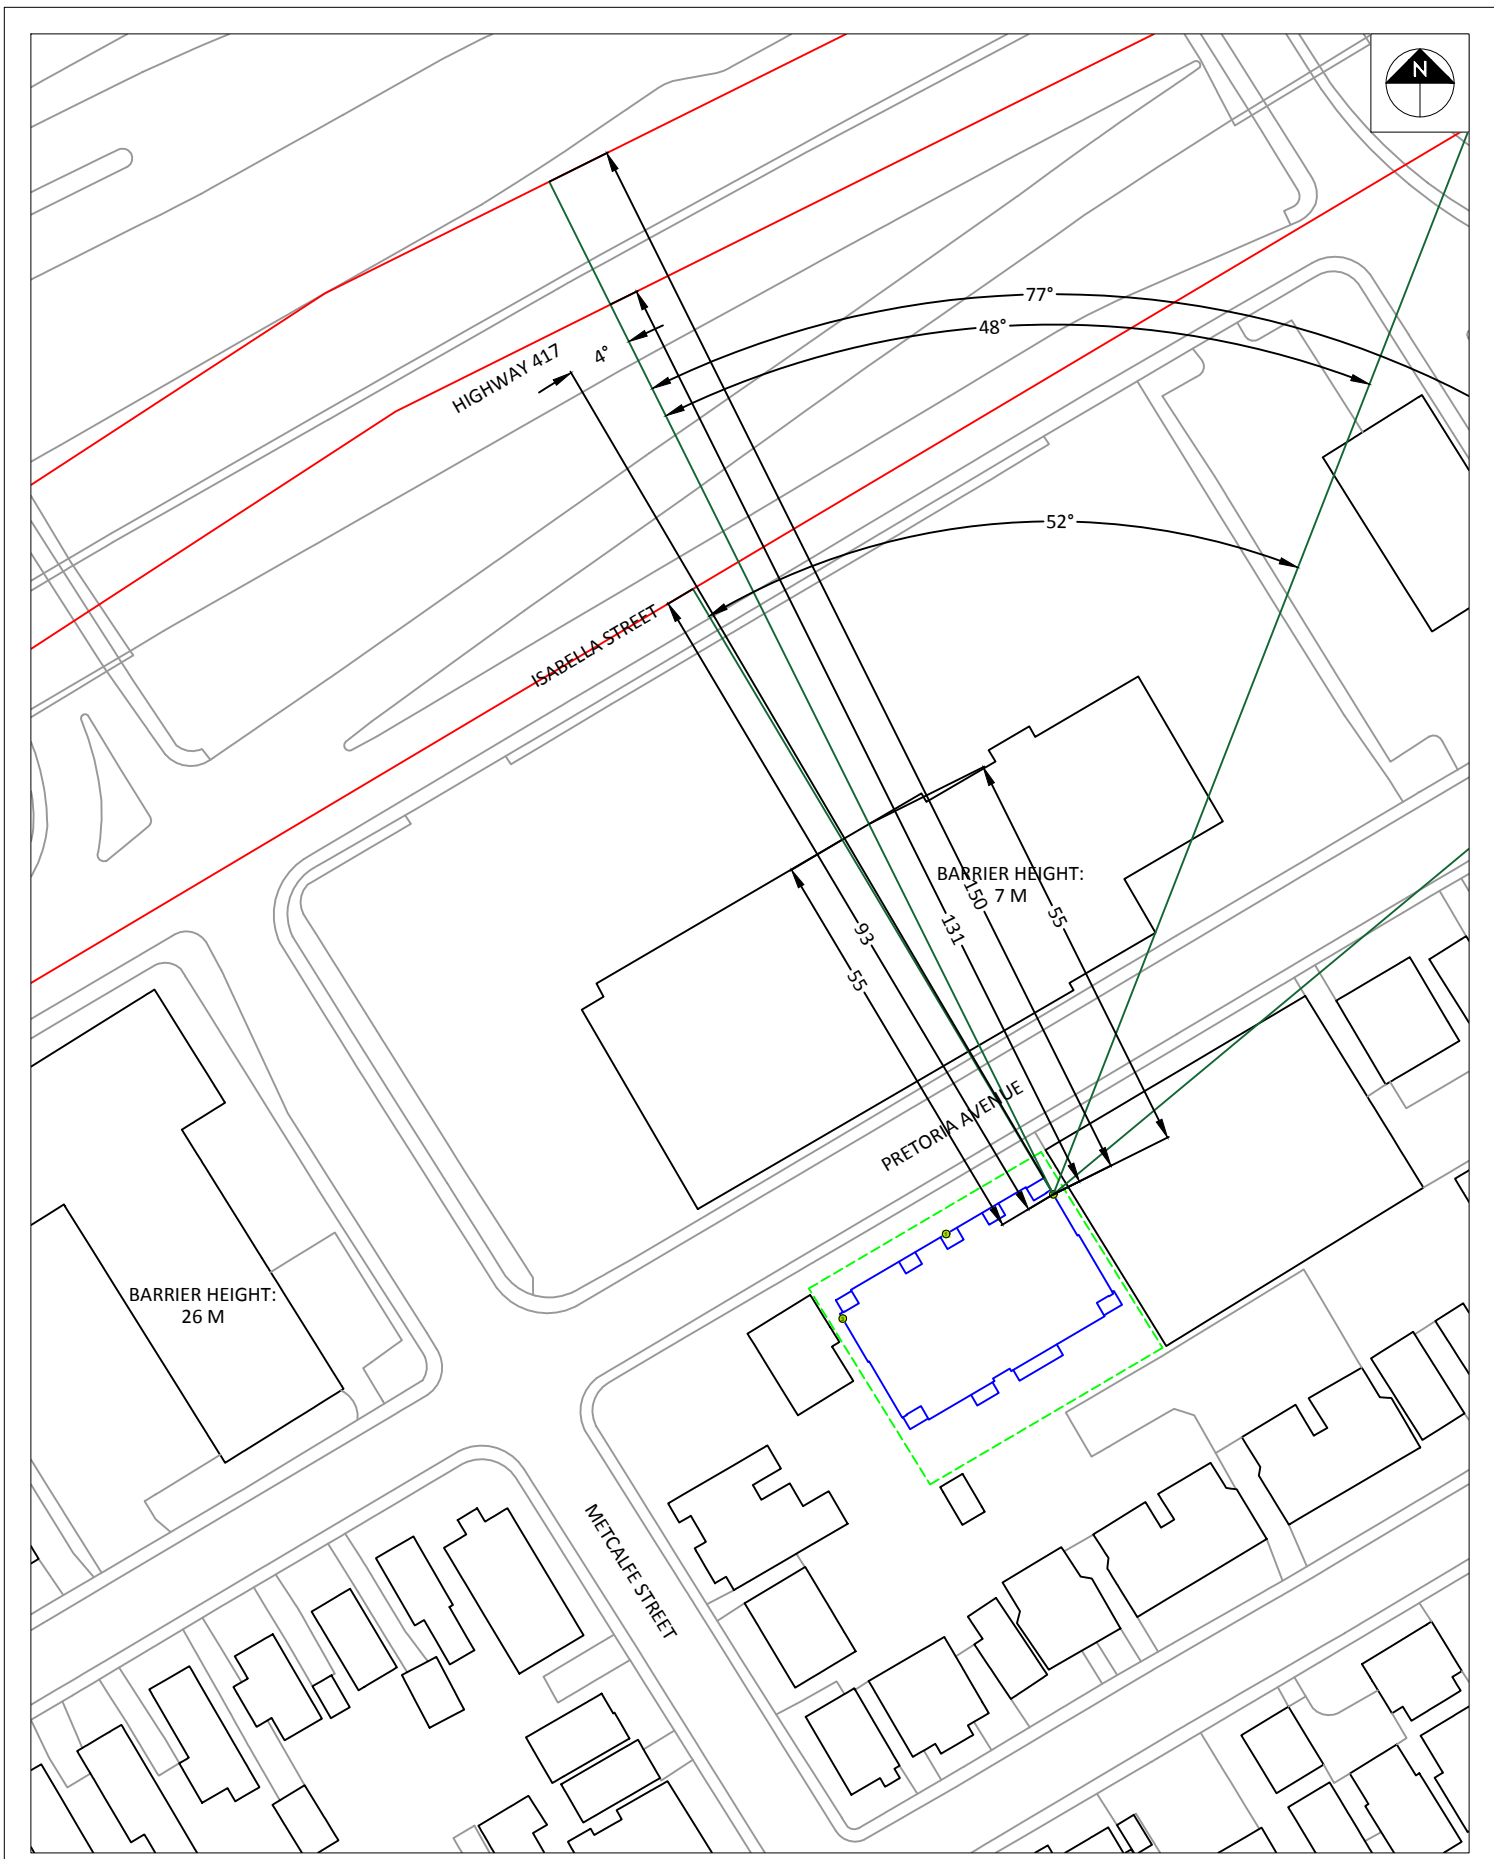 N
77°
48°
4°
HIGHWAY 417
52°
ISABELLA STREET
BARRIER HEIGHT:
7 M
150
55
131
93
55
PRETORIA AVENUE
BARRIER HEIGHT:
26 M
METCALFE STREET